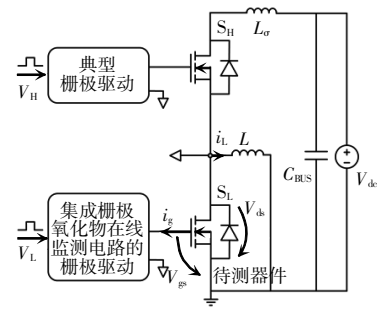 S_H
L_σ
典型
栅极驱动
V_H
i_L
L
C_BUS
V_dc
S_L
V_ds
集成栅极
氧化物在线
监测电路的
栅极驱动
i_g
V_L
V_gs
待测器件